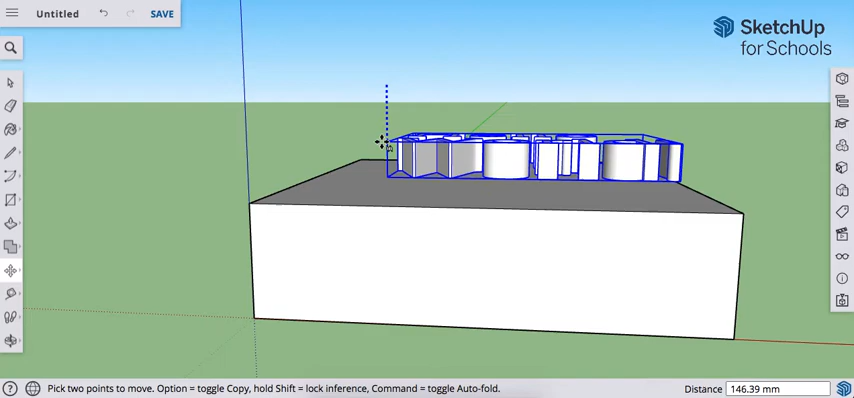 Untitled
SAVE
SketchUp
for Schools
Pick two points to move. Option = toggle Copy, hold Shift = lock inference, Command = toggle Auto-fold.
Distance
146.39 mm